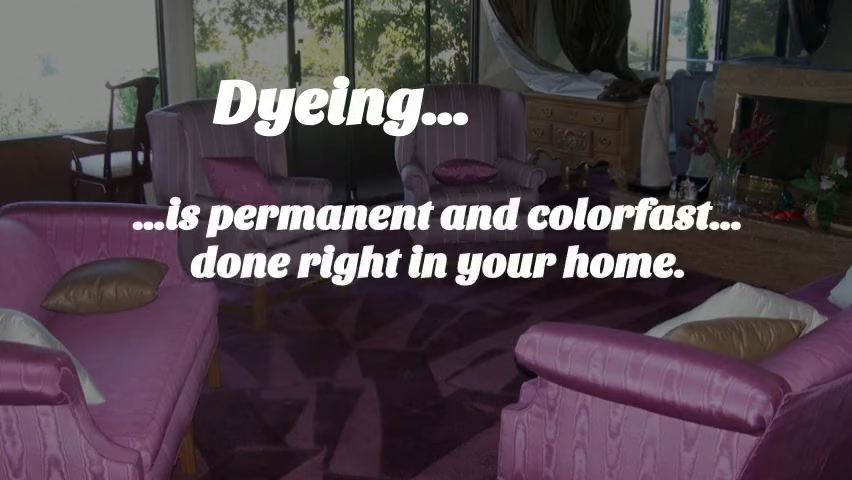 Dyeing...
...is permanent and colorfast...
done right in your home.